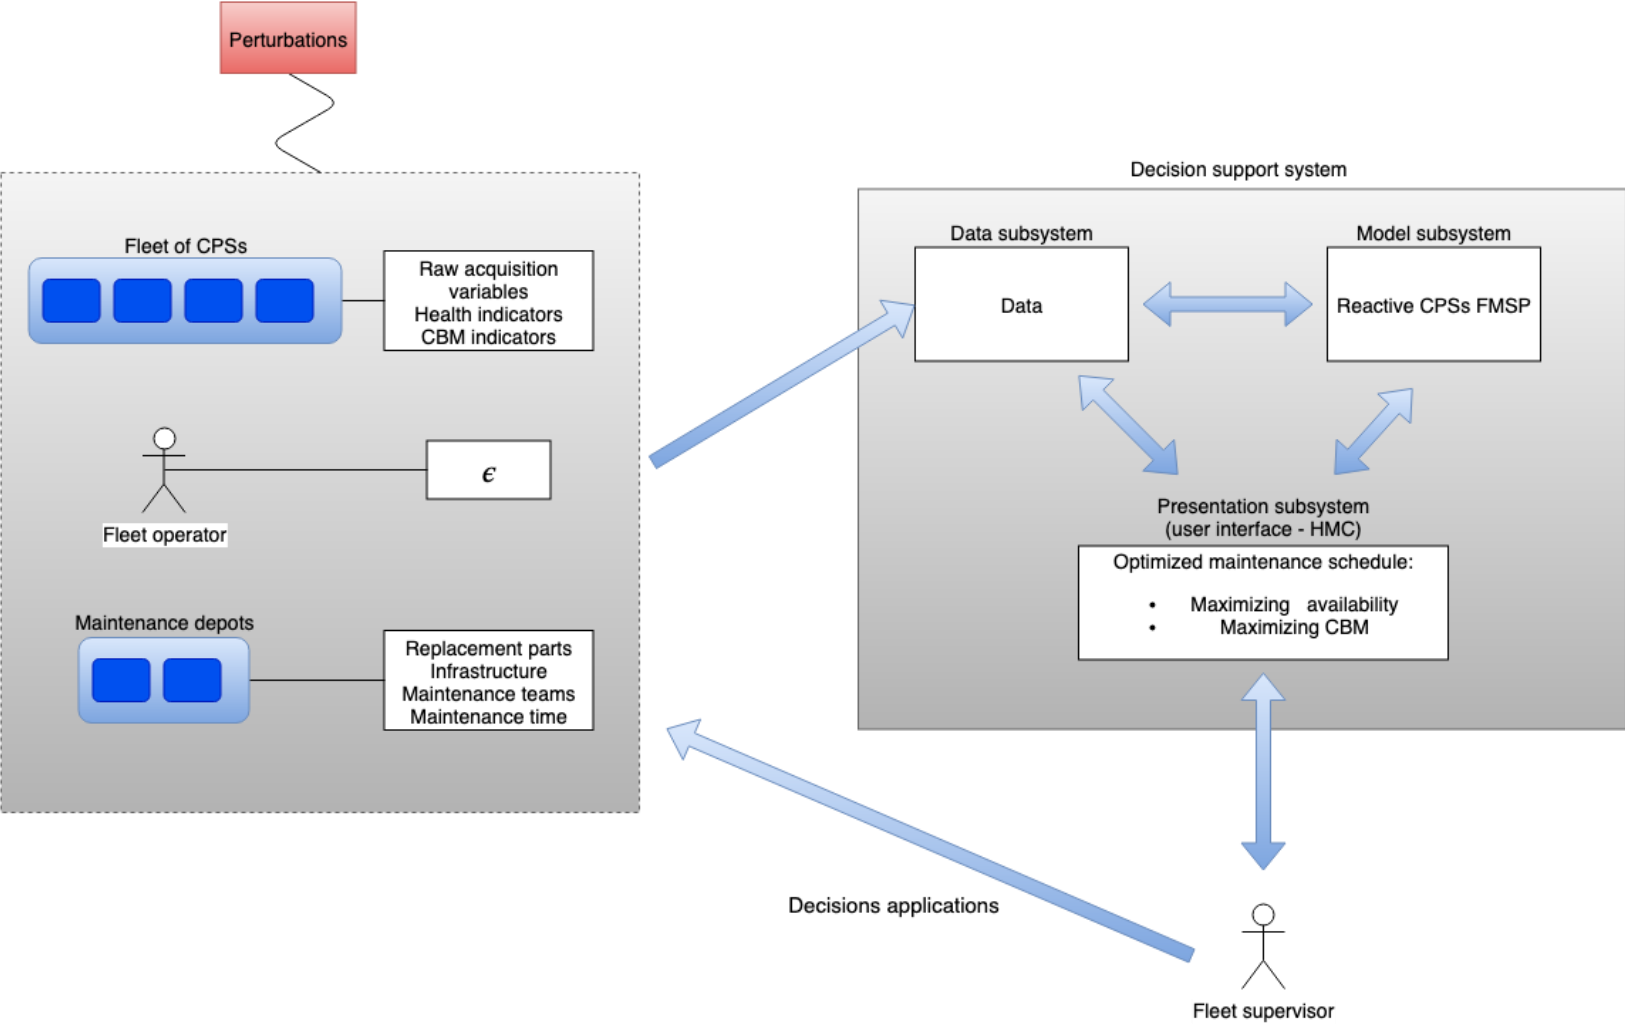 Perturbations
Fleet of CPSs
Raw acquisition
variables
Health indicators
CBM indicators
ϵ
Fleet operator
Maintenance depots
Replacement parts
Infrastructure
Maintenance teams
Maintenance time
Decision support system
Data subsystem
Data
Model subsystem
Reactive CPSs FMSP
Presentation subsystem
(user interface - HMC)
Optimized maintenance schedule:
• Maximizing availability
• Maximizing CBM
Decisions applications
Fleet supervisor